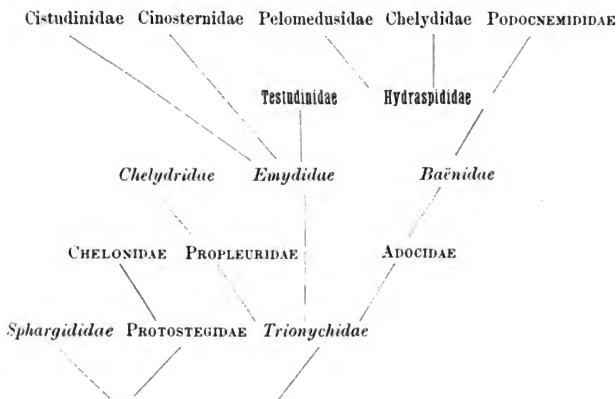 Cistudinidae Cinosternidae Pelomedusidae Chelydidae PODOCNEMIDIDAE
Testudinidae Hydraspididae
Chelydridae Emydidae Baënidae
CHELONIDAE PROPLEURIDAE ADOCIDAE
Sphargididae PROTOSTEGIDAE Trionychidae